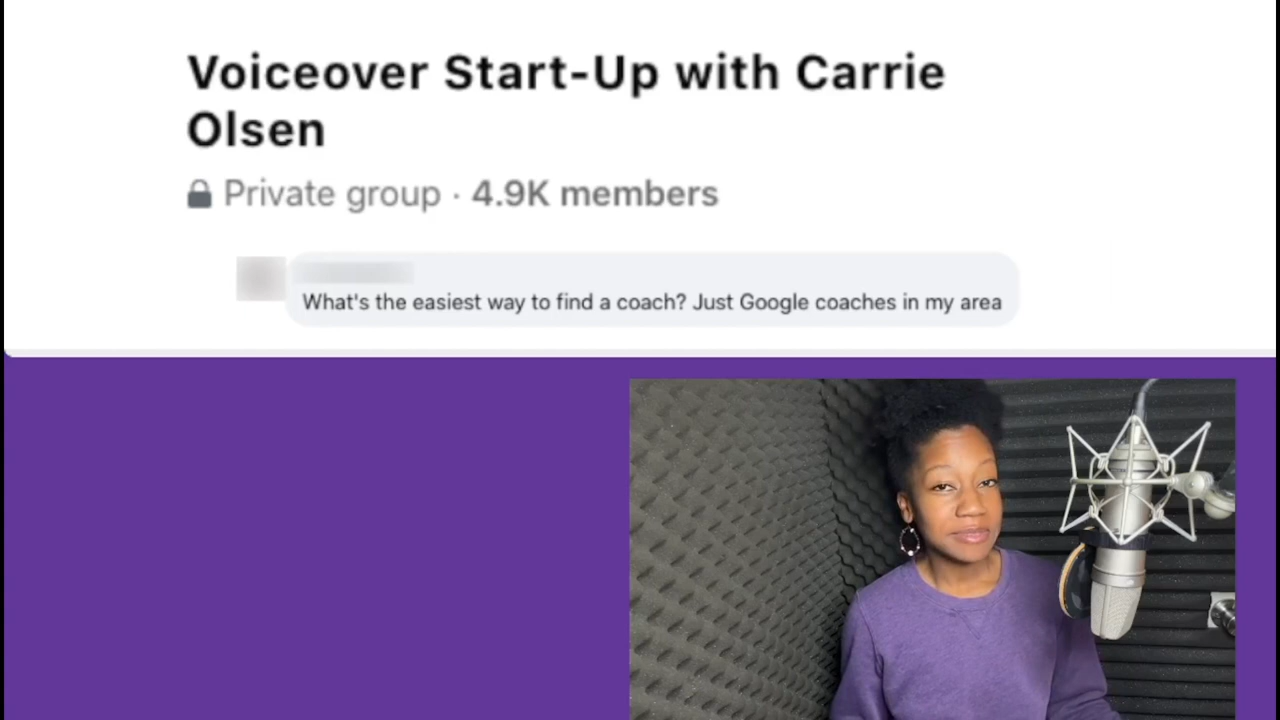 Voiceover Start-Up with Carrie
Olsen
Private group · 4.9K members
What's the easiest way to find a coach? Just Google coaches in my area